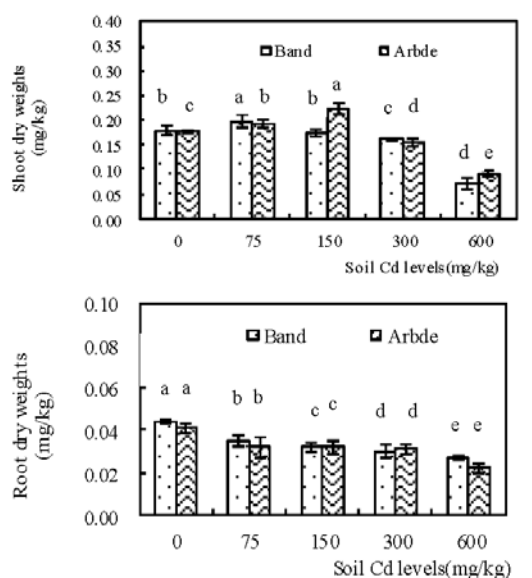 Shoot dry weights
(mg/kg)
0.40
0.35
0.30
0.25
0.20
0.15
0.10
0.05
0.00
Band Arbde
b c a b b a c d d e
0 75 150 300 600
Soil Cd levels(mg/kg)
Root dry weights
(mg/kg)
0.10
0.08
0.06
0.04
0.02
0.00
Band Arbde
a a b b c c d d e e
0 75 150 300 600
Soil Cd levels(mg/kg)